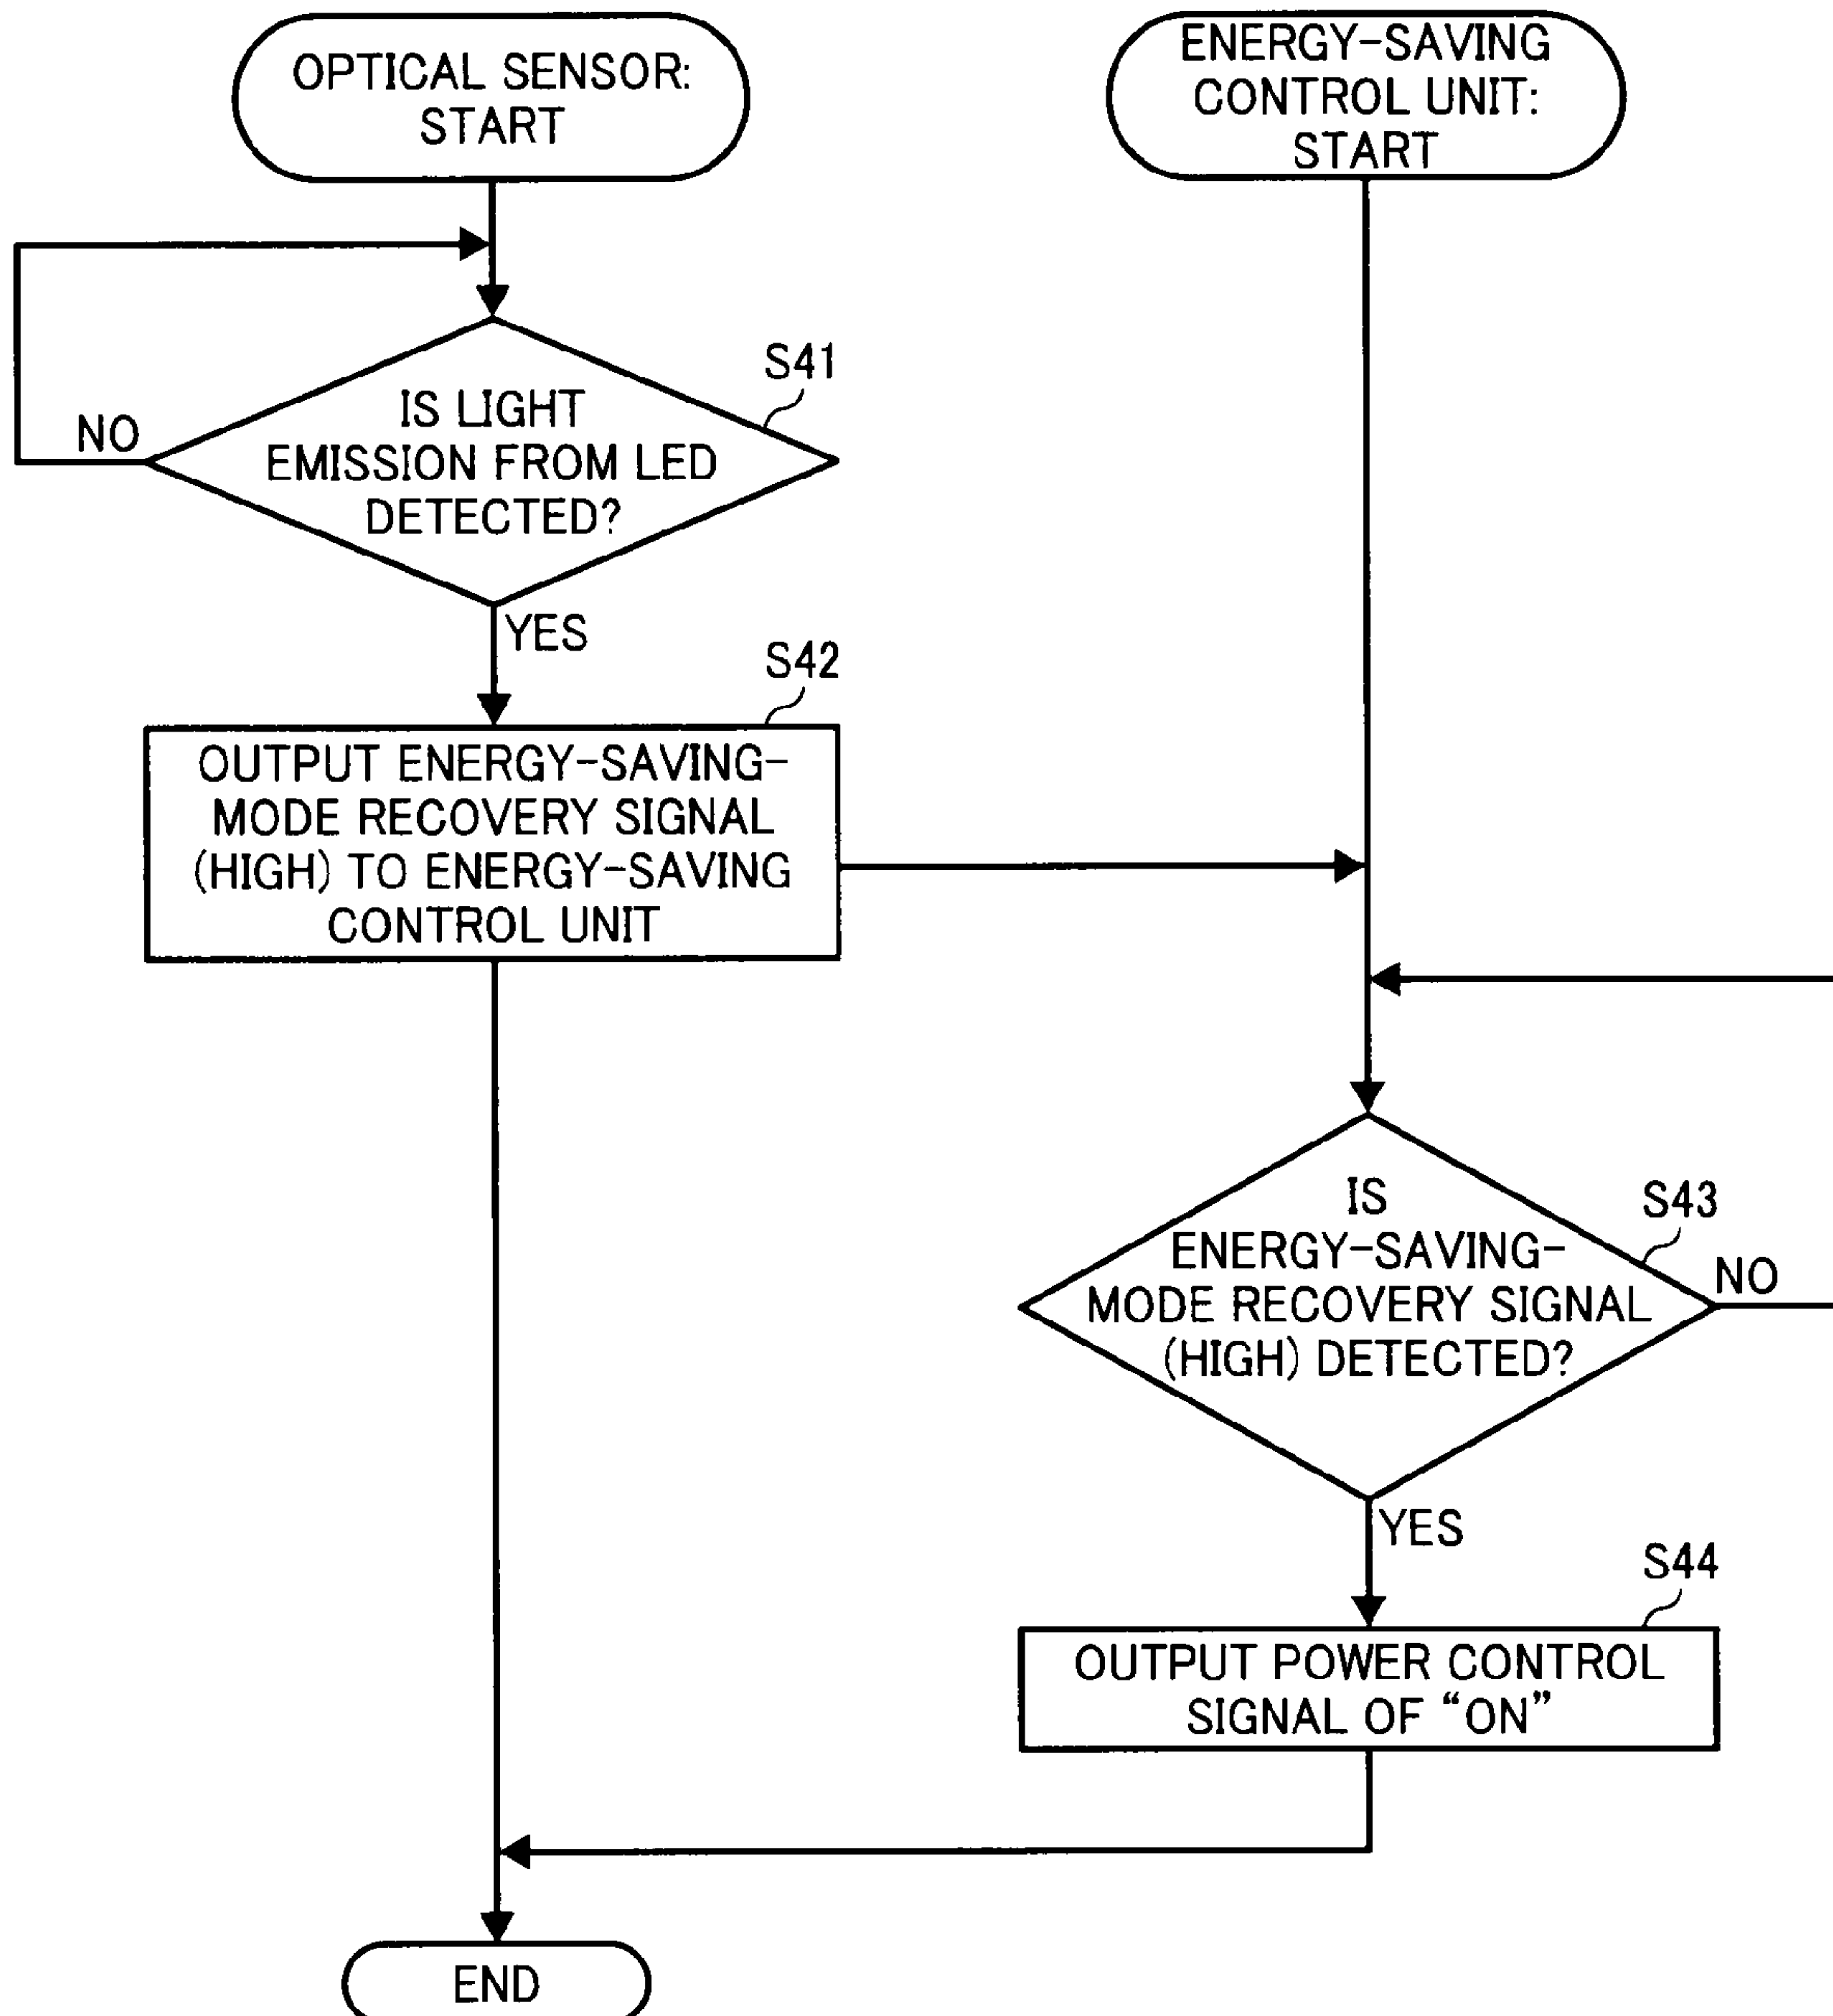 OPTICAL SENSOR:
START
ENERGY-SAVING
CONTROL UNIT:
START
S41
IS LIGHT
EMISSION FROM LED
DETECTED?
NO
YES
S42
OUTPUT ENERGY-SAVING-
MODE RECOVERY SIGNAL
(HIGH) TO ENERGY-SAVING
CONTROL UNIT
S43
IS
ENERGY-SAVING-
MODE RECOVERY SIGNAL
(HIGH) DETECTED?
NO
YES
S44
OUTPUT POWER CONTROL
SIGNAL OF “ON”
END